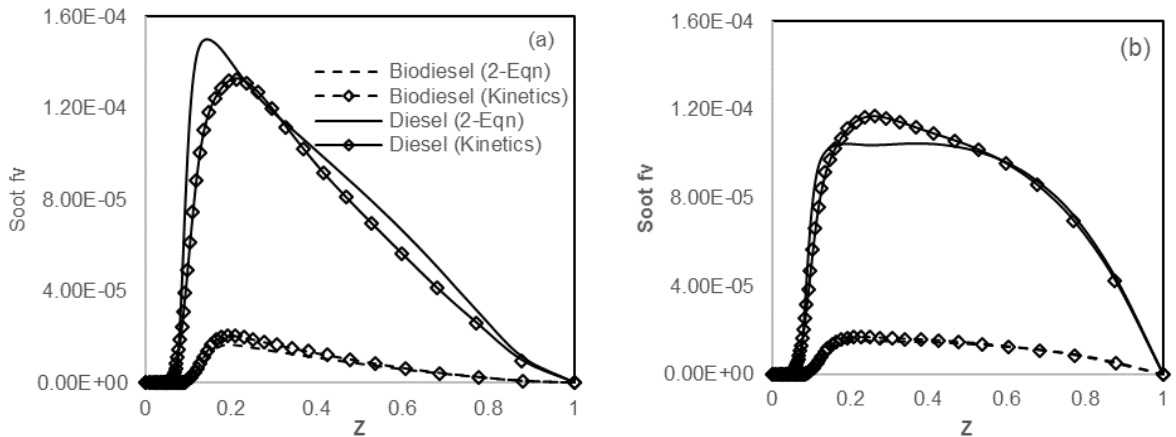 1.60E-04
(a)
Biodiesel (2-Eqn)
Biodiesel (Kinetics)
Diesel (2-Eqn)
Diesel (Kinetics)
1.20E-04
8.00E-05
4.00E-05
0.00E+00
Soot fv
0 0.2 0.4 0.6 0.8 1
Z
1.60E-04
(b)
1.20E-04
8.00E-05
4.00E-05
0.00E+00
Soot fv
0 0.2 0.4 0.6 0.8 1
Z